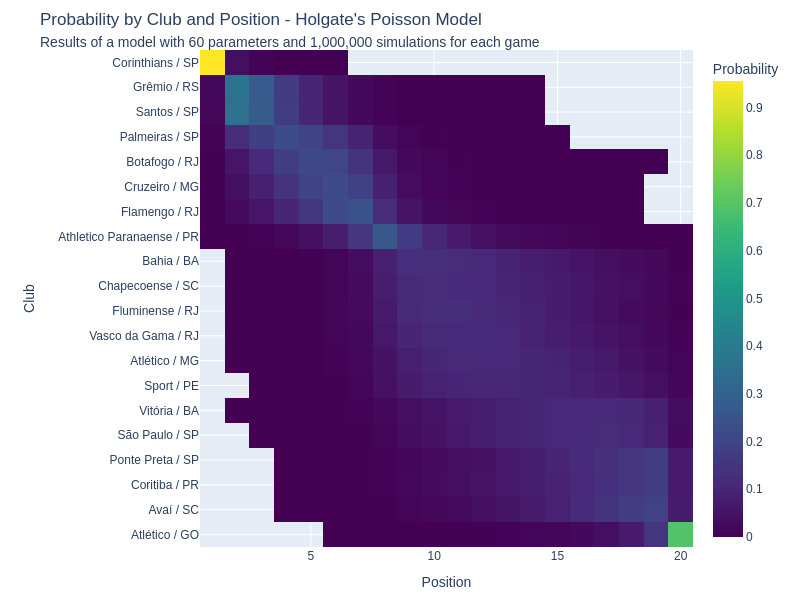 Probability by Club and Position - Holgate's Poisson Model
Results of a model with 60 parameters and 1,000,000 simulations for each game
Probability
Club
Corinthians / SP
Grêmio / RS
Santos / SP
Palmeiras / SP
Botafogo / RJ
Cruzeiro / MG
Flamengo / RJ
Athletico Paranaense / PR
Bahia / BA
Chapecoense / SC
Fluminense / RJ
Vasco da Gama / RJ
Atlético / MG
Sport / PE
Vitória / BA
São Paulo / SP
Ponte Preta / SP
Coritiba / PR
Avaí / SC
Atlético / GO
0.9
0.8
0.7
0.6
0.5
0.4
0.3
0.2
0.1
0
5 10 15 20
Position